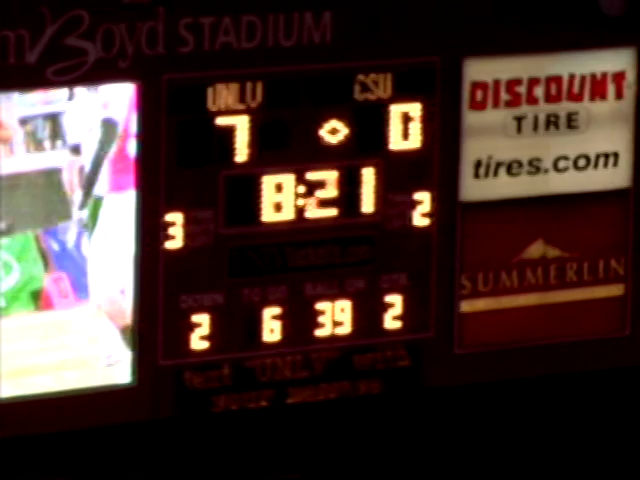 Boyd STADIUM
UNLV CSU
7 0
8:21
3 2
DOWN TO GO BALL ON QTR
2 6 39 2
DISCOUNT
TIRE
tires.com
SUMMERLIN